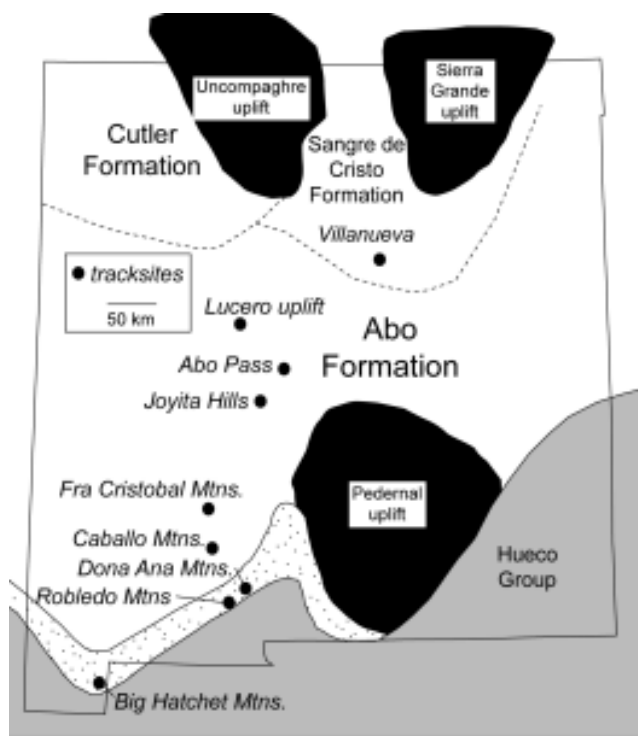 Uncompaghre
uplift
Sierra
Grande
uplift
Cutler
Formation
Sangre de
Cristo
Formation
Villanueva
tracksites
50 km
Lucero uplift
Abo
Formation
Abo Pass
Joyita Hills
Fra Cristobal Mtns.
Pedernal
uplift
Caballo Mtns.
Hueco
Group
Dona Ana Mtns.
Robledo Mtns
Big Hatchet Mtns.